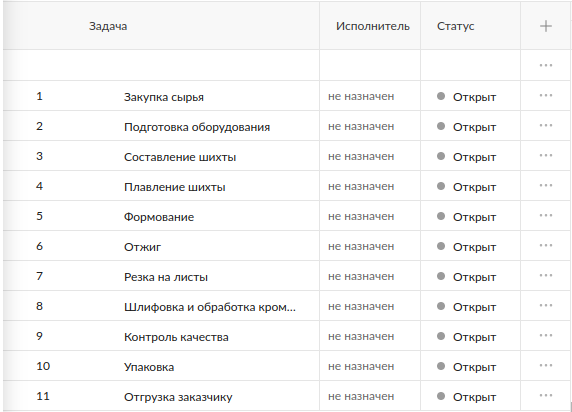 Задача Исполнитель Статус +
...
1 Закупка сырья не назначен Открыт ...
2 Подготовка оборудования не назначен Открыт ...
3 Составление шихты не назначен Открыт ...
4 Плавление шихты не назначен Открыт ...
5 Формование не назначен Открыт ...
6 Отжиг не назначен Открыт ...
7 Резка на листы не назначен Открыт ...
8 Шлифовка и обработка кром... не назначен Открыт ...
9 Контроль качества не назначен Открыт ...
10 Упаковка не назначен Открыт ...
11 Отгрузка заказчику не назначен Открыт ...